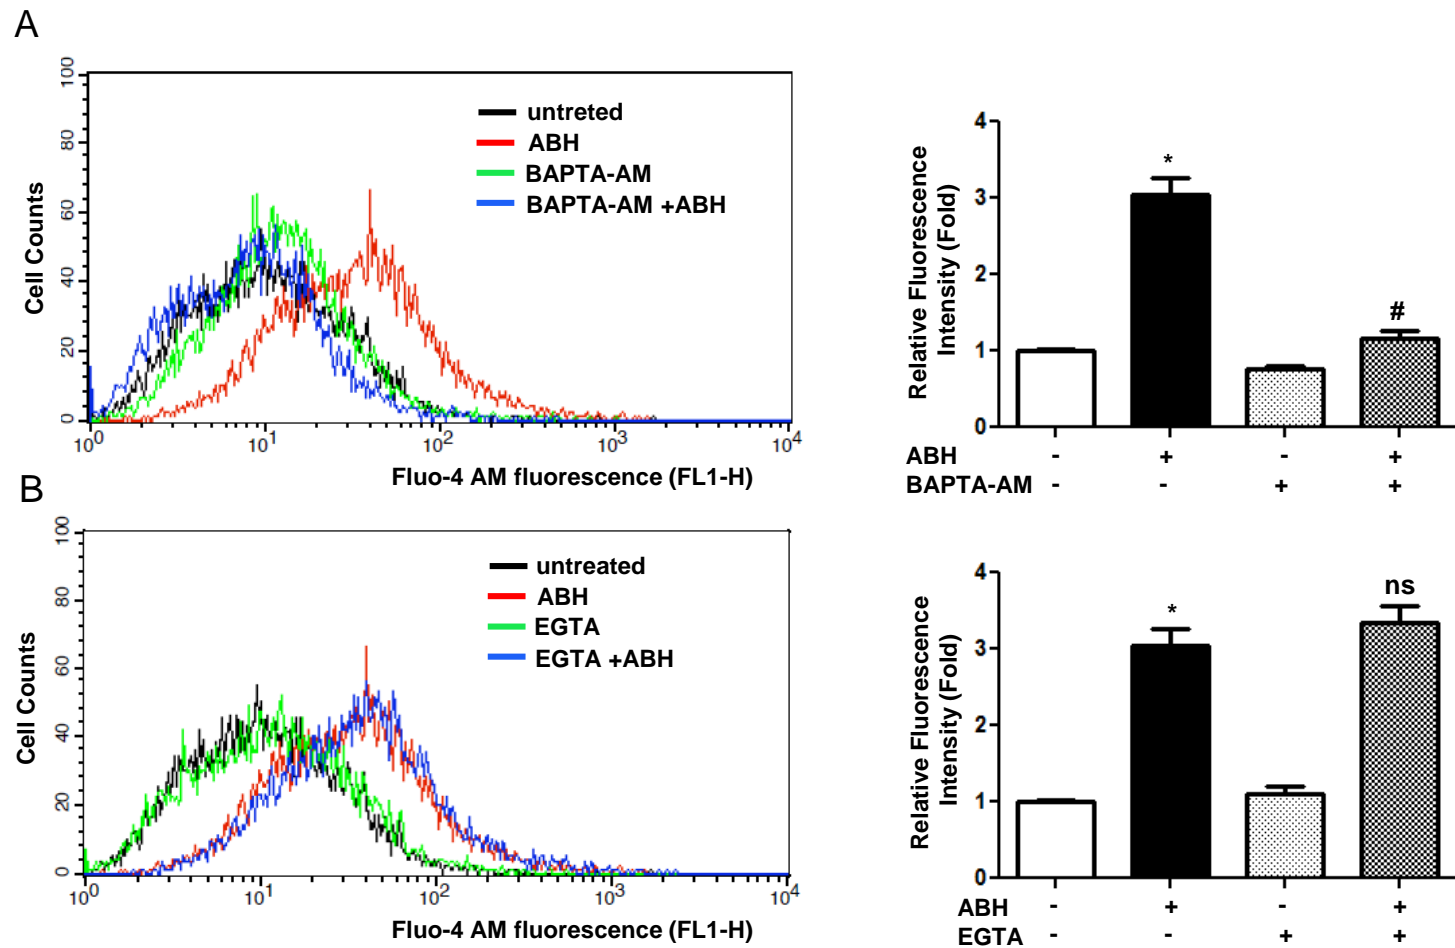 A
100
80
60
40
20
0
Cell Counts
untreted
ABH
BAPTA-AM
BAPTA-AM +ABH
10^0 10^1 10^2 10^3 10^4
Fluo-4 AM fluorescence (FL1-H)
Relative Fluorescence
Intensity (Fold)
4
3
2
1
0
*
#
ABH - + - +
BAPTA-AM - - + +
B
100
80
60
40
20
0
Cell Counts
untreated
ABH
EGTA
EGTA +ABH
10^0 10^1 10^2 10^3 10^4
Fluo-4 AM fluorescence (FL1-H)
Relative Fluorescence
Intensity (Fold)
4
3
2
1
0
*
ns
ABH - + - +
EGTA - - + +